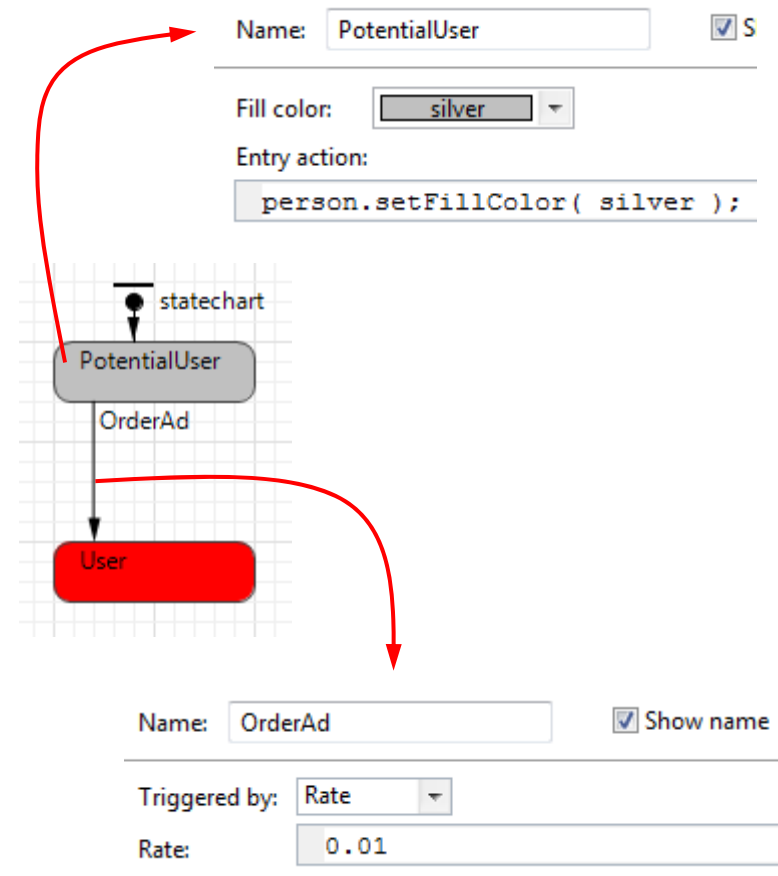 Name: PotentialUser S
Fill color: silver
Entry action:
person.setFillColor( silver );
statechart
PotentialUser
OrderAd
User
Name: OrderAd Show name
Triggered by: Rate
Rate: 0.01